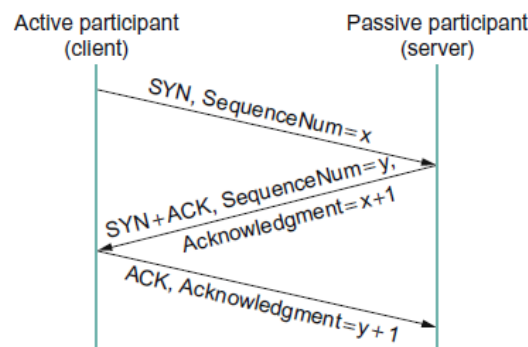 Active participant
(client)
Passive participant
(server)
SYN, SequenceNum=x
SYN+ACK, SequenceNum=y,
Acknowledgment=x+1
ACK, Acknowledgment=y+1